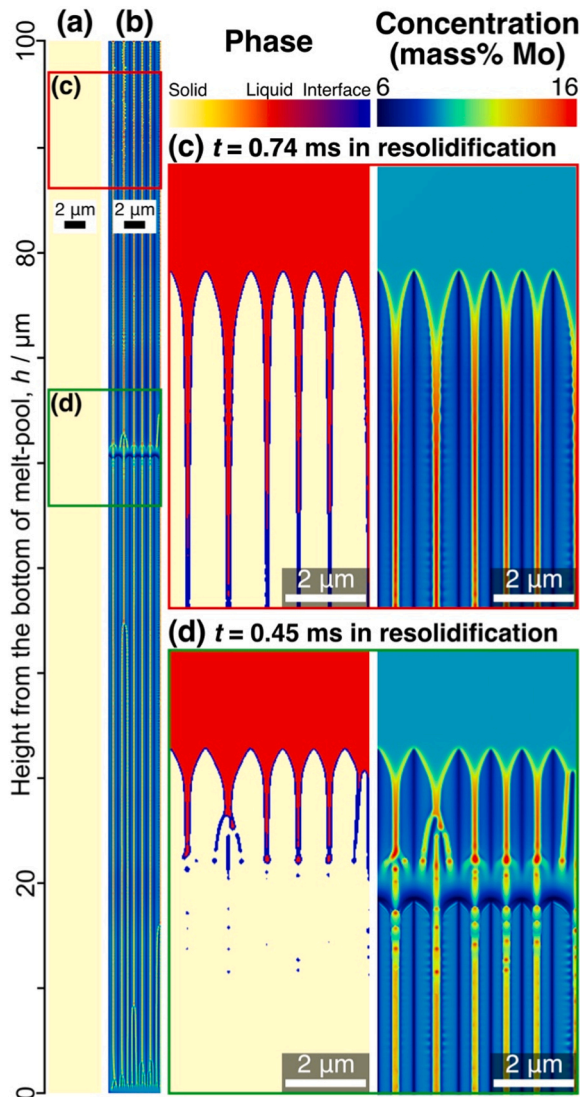 (a) (b)
Phase
Concentration
(mass% Mo)
Solid Liquid Interface
6 16
100
(c)
(c) t = 0.74 ms in resolidification
2 µm 2 µm
80
(d)
2 µm 2 µm
(d) t = 0.45 ms in resolidification
Height from the bottom of melt-pool, h / µm
20
2 µm 2 µm
0